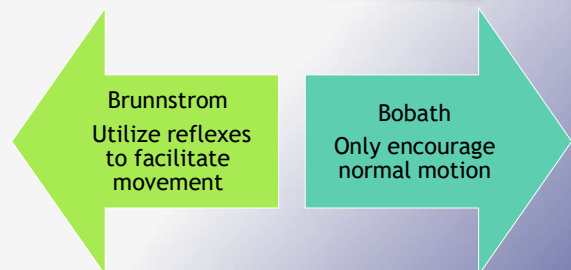 Brunnstrom
Utilize reflexes
to facilitate
movement
Bobath
Only encourage
normal motion